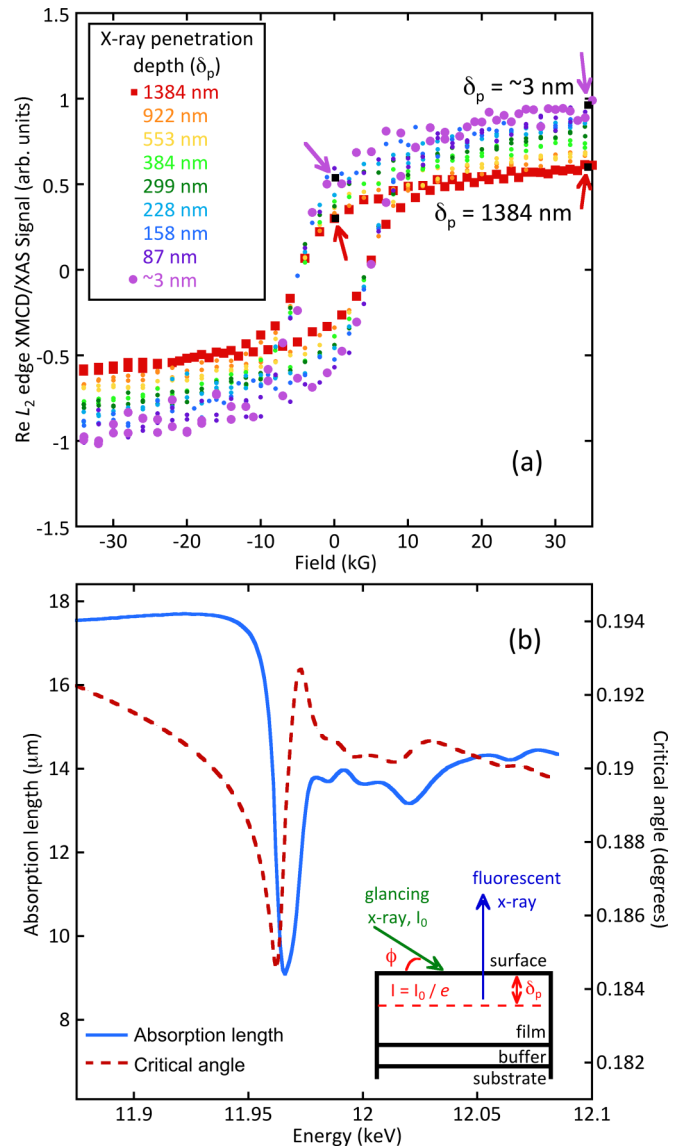 1.5
X-ray penetration
depth (δp)
1384 nm
922 nm
553 nm
384 nm
299 nm
228 nm
158 nm
87 nm
~3 nm
δp = ~3 nm
δp = 1384 nm
1
0.5
0
-0.5
-1
-1.5
Re L2 edge XMCD/XAS Signal (arb. units)
(a)
-30 -20 -10 0 10 20 30
Field (kG)
(b)
18
16
14
12
10
8
Absorption length (μm)
0.194
0.192
0.19
0.188
0.186
0.184
0.182
Critical angle (degrees)
glancing
x-ray, I0
fluorescent
x-ray
ϕ
surface
I = I0 / e
δp
film
buffer
substrate
Absorption length
Critical angle
11.9 11.95 12 12.05 12.1
Energy (keV)